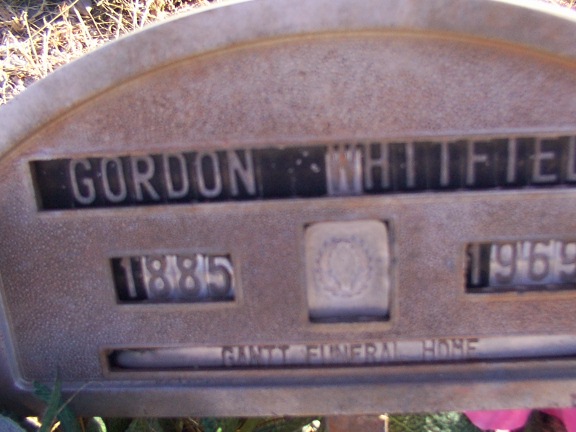 GORDON WHITFIEL
1885 1969
GANTT FUNERAL HOME